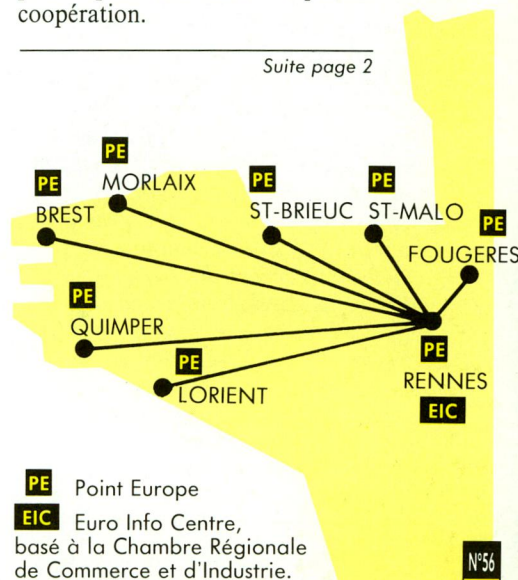 coopération.
Suite page 2
PE
MORLAIX
PE
BREST
PE
ST-BRIEUC
PE
ST-MALO
PE
FOUGERES
PE
QUIMPER
PE
LORIENT
PE
RENNES
EIC
PE Point Europe
EIC Euro Info Centre,
basé à la Chambre Régionale
de Commerce et d'Industrie.
N°56